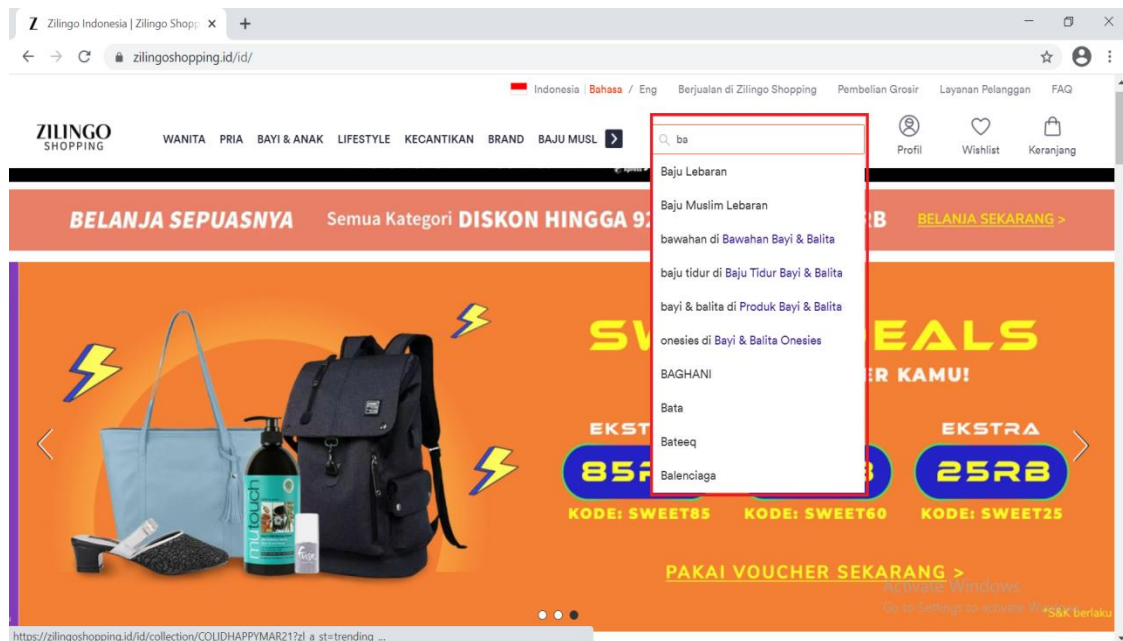 Z Zilingo Indonesia | Zilingo Shopp
zilingoshopping.id/id/
Indonesia | Bahasa / Eng Berjualan di Zilingo Shopping Pembelian Grosir Layanan Pelanggan FAQ
ZILINGO
SHOPPING
WANITA PRIA BAYI & ANAK LIFESTYLE KECANTIKAN BRAND BAJU MUSL
ba
Profil Wishlist Keranjang
Baju Lebaran
Baju Muslim Lebaran
bawahan di Bawahan Bayi & Balita
baju tidur di Baju Tidur Bayi & Balita
bayi & balita di Produk Bayi & Balita
onesies di Bayi & Balita Onesies
BAGHANI
Bata
Bateeq
Balenciaga
BELANJA SEPUASNYA Semua Kategori DISKON HINGGA 9 B BELANJA SEKARANG >
S EALS
ER KAMU!
EKST EKSTRA
85 25RB
KODE: SWEET85 KODE: SWEET60 KODE: SWEET25
PAKAI VOUCHER SEKARANG >
mutouch
Activate Windows
Go to Settings to activate W
*S&K berlaku
https://zilingoshopping.id/id/collection/COLIDHAPPYMAR21?zl_a_st=trending_...